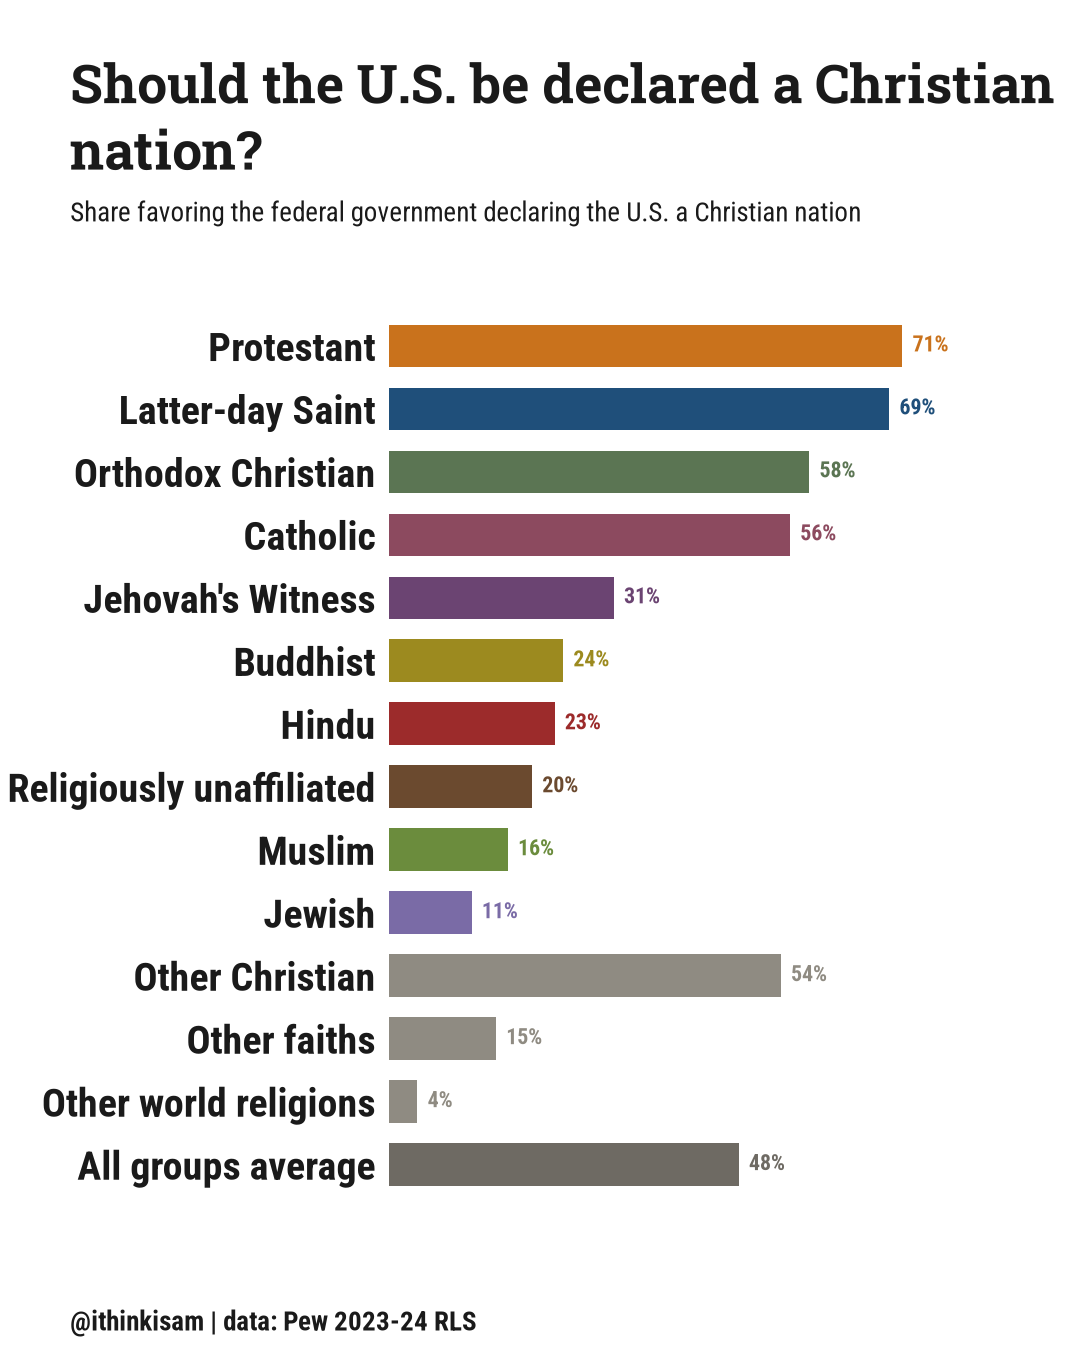 Should the U.S. be declared a Christian
nation?
Share favoring the federal government declaring the U.S. a Christian nation
Protestant 71%
Latter-day Saint 69%
Orthodox Christian 58%
Catholic 56%
Jehovah's Witness 31%
Buddhist 24%
Hindu 23%
Religiously unaffiliated 20%
Muslim 16%
Jewish 11%
Other Christian 54%
Other faiths 15%
Other world religions 4%
All groups average 48%
@ithinkisam | data: Pew 2023-24 RLS